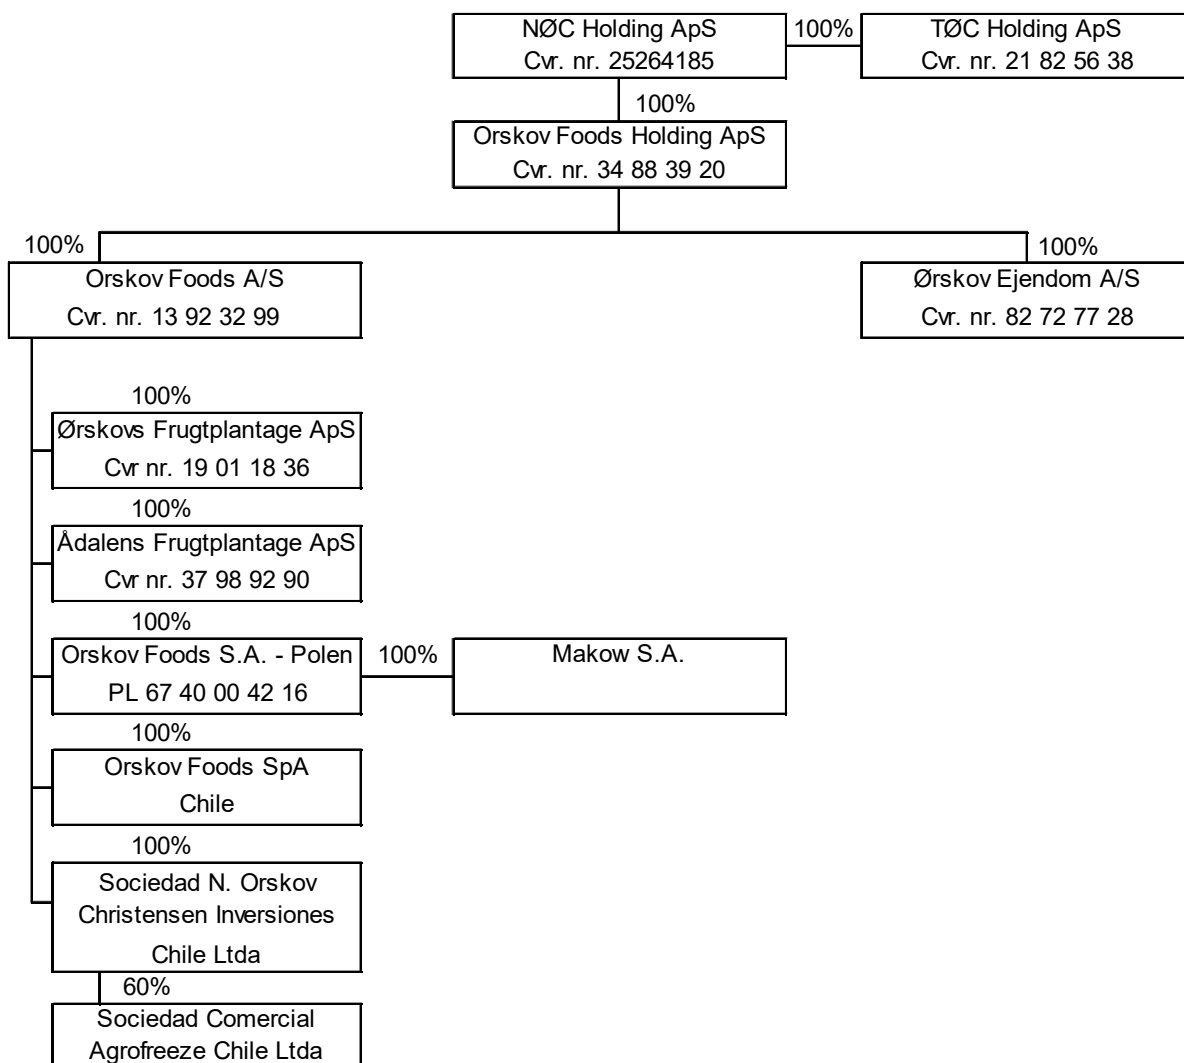 NØC Holding ApS
Cvr. nr. 25264185
100%
TØC Holding ApS
Cvr. nr. 21 82 56 38
100%
Orskov Foods Holding ApS
Cvr. nr. 34 88 39 20
100%
Orskov Foods A/S
Cvr. nr. 13 92 32 99
100%
Ørskov Ejendom A/S
Cvr. nr. 82 72 77 28
100%
Ørskovs Frugtplantage ApS
Cvr nr. 19 01 18 36
100%
Ådalens Frugtplantage ApS
Cvr nr. 37 98 92 90
100%
Orskov Foods S.A. - Polen
PL 67 40 00 42 16
100%
Makow S.A.
100%
Orskov Foods SpA
Chile
100%
Sociedad N. Orskov
Christensen Inversiones
Chile Ltda
60%
Sociedad Comercial
Agrofreeze Chile Ltda